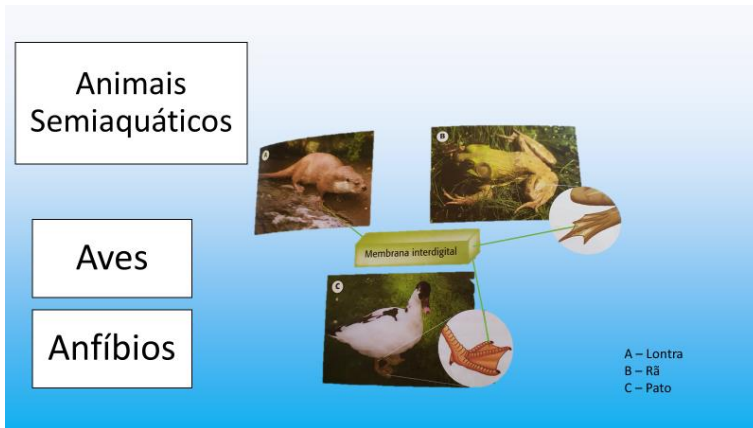 Animais
Semiaquáticos
A
B
Membrana interdigital
Aves
C
Anfíbios
A – Lontra
B – Rã
C – Pato